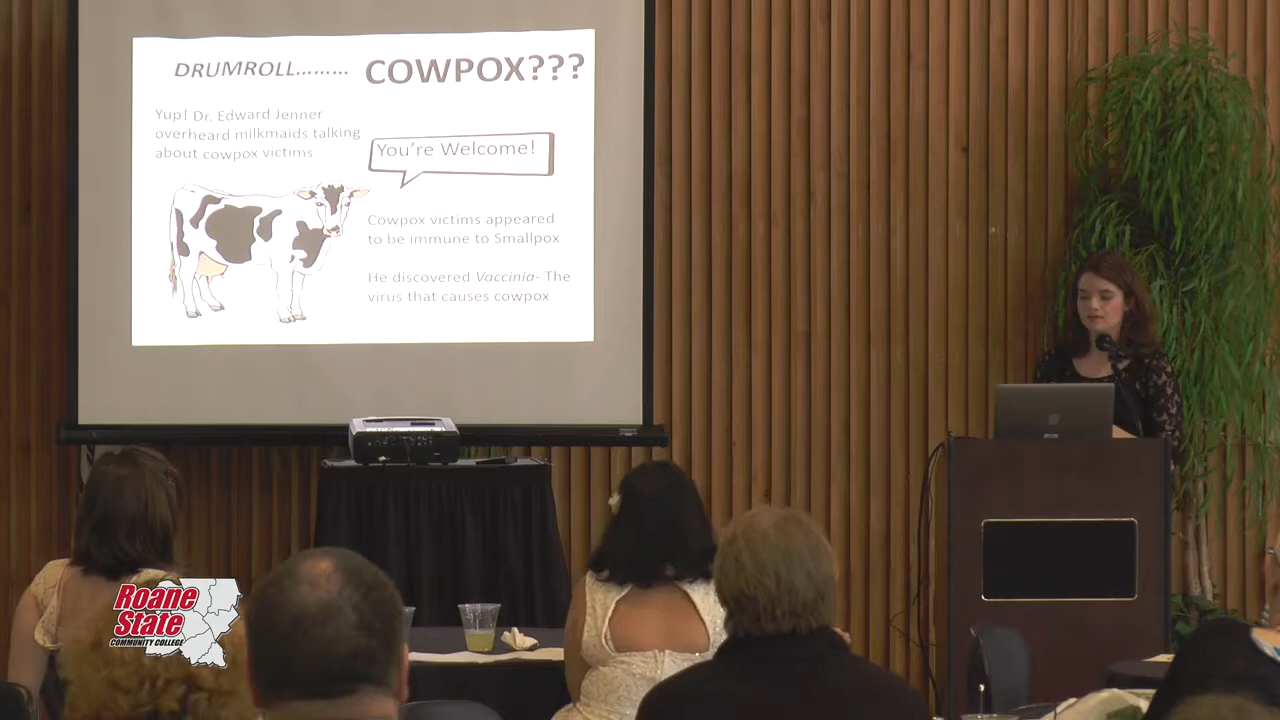 DRUMROLL……… COWPOX???
Yup! Dr. Edward Jenner
overheard milkmaids talking
about cowpox victims
You're Welcome!
Cowpox victims appeared
to be immune to Smallpox
He discovered Vaccinia- The
virus that causes cowpox
Roane
State
COMMUNITY COLLEGE